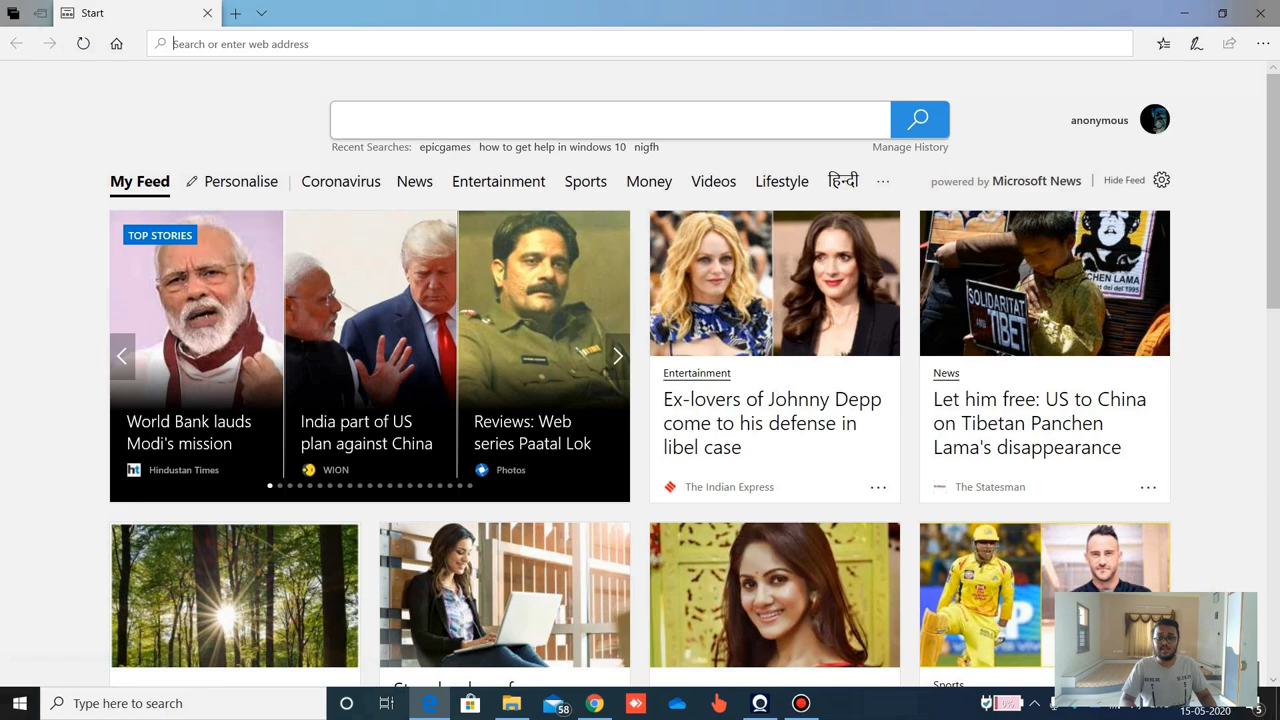 Start
Search or enter web address
anonymous
Recent Searches: epicgames how to get help in windows 10 nigfh
Manage History
My Feed Personalise Coronavirus News Entertainment Sports Money Videos Lifestyle हिन्दी ...
powered by Microsoft News Hide Feed
TOP STORIES
World Bank lauds
Modi's mission
ht Hindustan Times
India part of US
plan against China
WION
Reviews: Web
series Paatal Lok
Photos
Entertainment
Ex-lovers of Johnny Depp
come to his defense in
libel case
The Indian Express
SOLIDARITAT
TIBET
News
Let him free: US to China
on Tibetan Panchen
Lama's disappearance
The Statesman
Sports
Type here to search
58
0%
15-05-2020
5